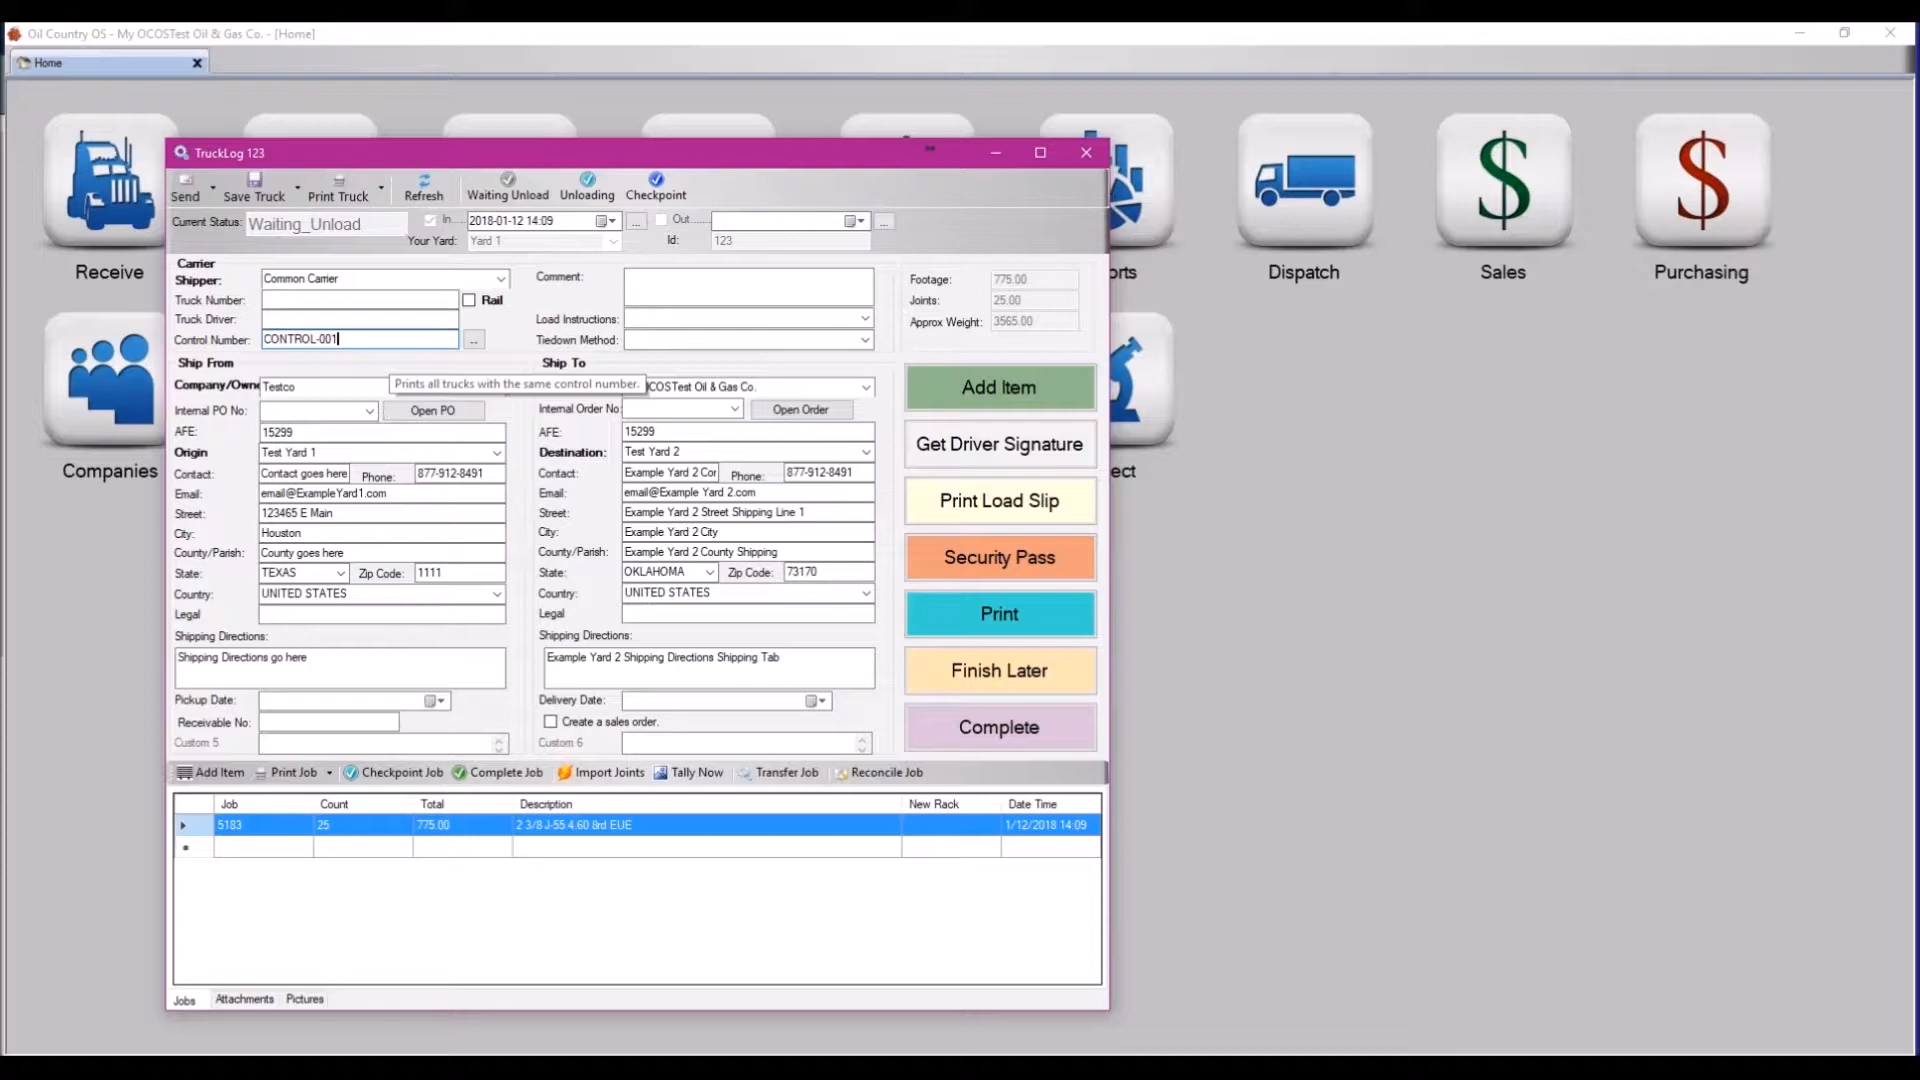 Oil Country OS - My OCOSTest Oil & Gas Co. - [Home]
Home
TruckLog 123
Send Save Truck Print Truck Refresh Waiting Unload Unloading Checkpoint
Current Status: Waiting_Unload In 2018-01-12 14:09 ... Out ...
Your Yard: Yard 1 Id: 123
Carrier
Shipper: Common Carrier Comment: Footage: 775.00
Truck Number: Rail Joints: 25.00
Truck Driver: Load Instructions: Approx Weight: 3565.00
Control Number: CONTROL-001 .. Tiedown Method:
Ship From Ship To
Company/Owne Testco Prints all trucks with the same control number. COSTest Oil & Gas Co.
Internal PO No: Open PO Internal Order No: Open Order
AFE: 15299 AFE: 15299
Origin Test Yard 1 Destination: Test Yard 2
Contact: Contact goes here Phone: 877-912-8491 Contact: Example Yard 2 Cor Phone: 877-912-8491
Email: email@ExampleYard1.com Email: email@Example Yard 2.com
Street: 123465 E Main Street: Example Yard 2 Street Shipping Line 1
City: Houston City: Example Yard 2 City
County/Parish: County goes here County/Parish: Example Yard 2 County Shipping
State: TEXAS Zip Code: 1111 State: OKLAHOMA Zip Code: 73170
Country: UNITED STATES Country: UNITED STATES
Legal Legal
Shipping Directions: Shipping Directions:
Shipping Directions go here Example Yard 2 Shipping Directions Shipping Tab
Pickup Date: Delivery Date:
Receivable No: Create a sales order.
Custom 5 Custom 6
Add Item
Get Driver Signature
Print Load Slip
Security Pass
Print
Finish Later
Complete
Add Item Print Job Checkpoint Job Complete Job Import Joints Tally Now Transfer Job Reconcile Job
Job Count Total Description New Rack Date Time
5183 25 775.00 2 3/8 J-55 4.60 8rd EUE 1/12/2018 14:09
Jobs Attachments Pictures
Receive orts Dispatch Sales Purchasing
Companies ect